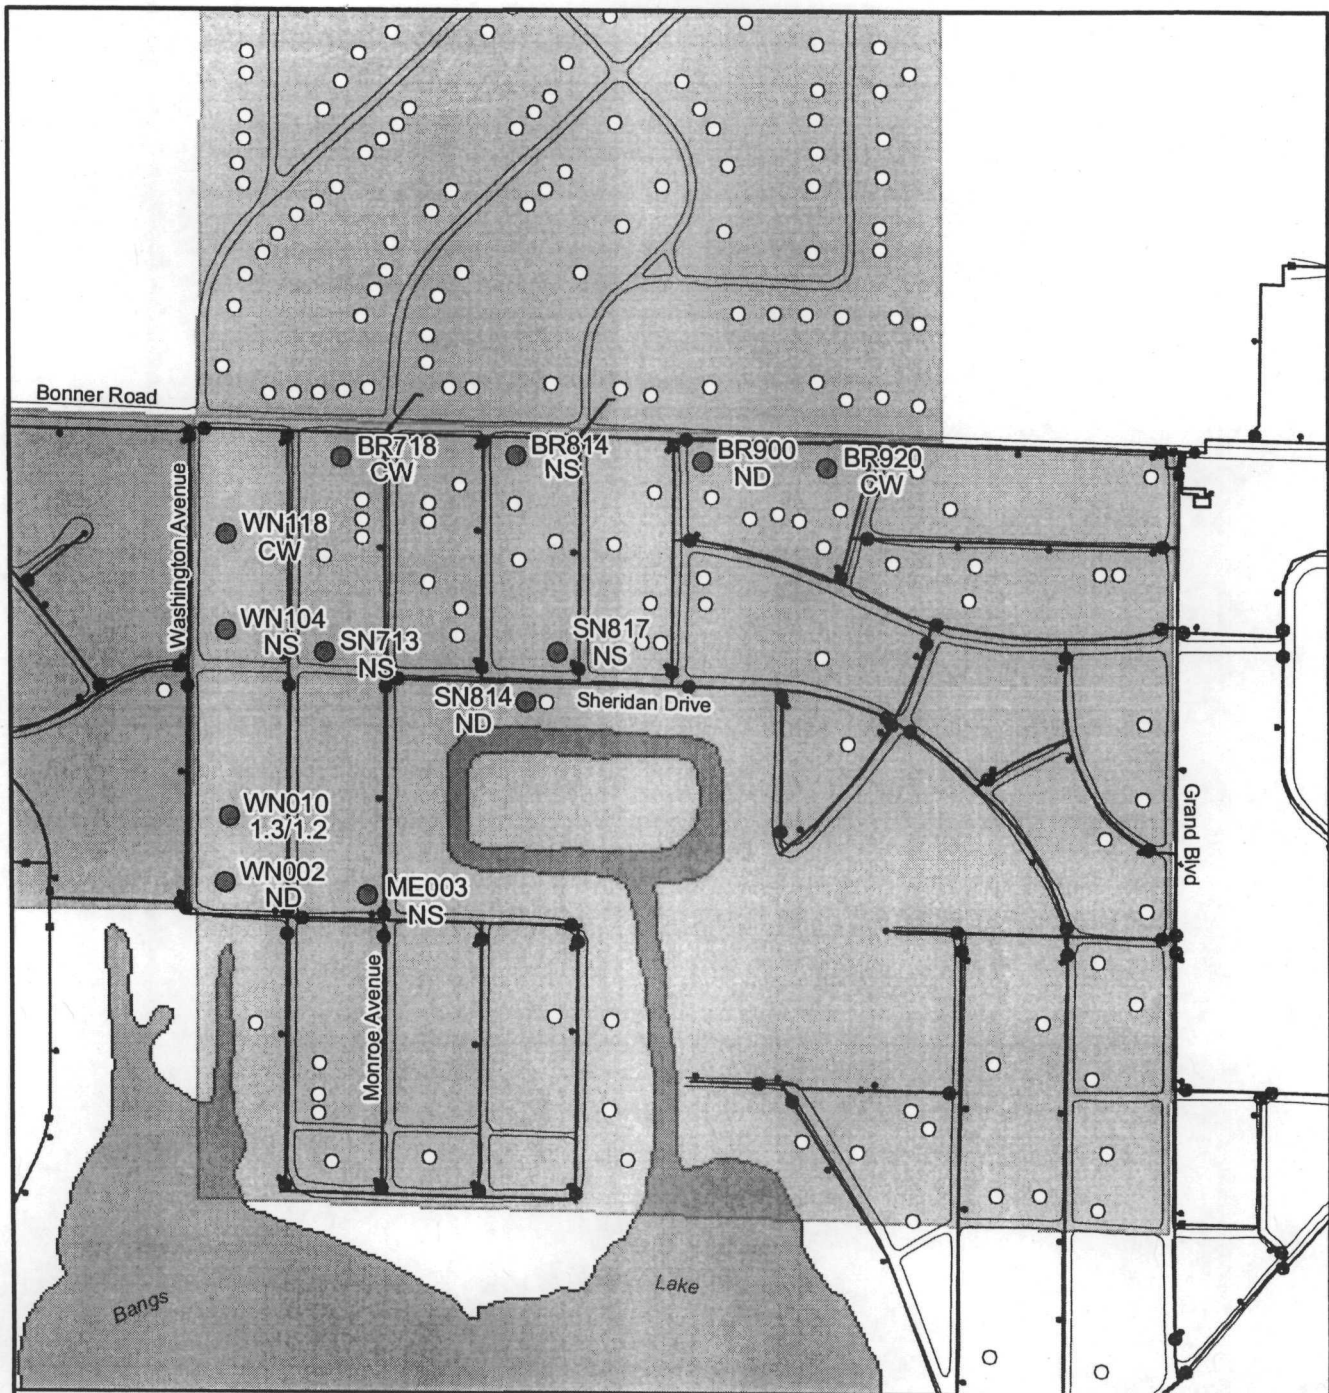 Bonner Road
BR718
CW
BR814
NS
BR900
ND
BR920
CW
Washington Avenue
WN118
CW
WN104
NS
SN713
NS
SN817
NS
SN814
ND
Sheridan Drive
WN010
1.3/1.2
Grand Blvd
WN002
ND
ME003
NS
Monroe Avenue
Bangs
Lake